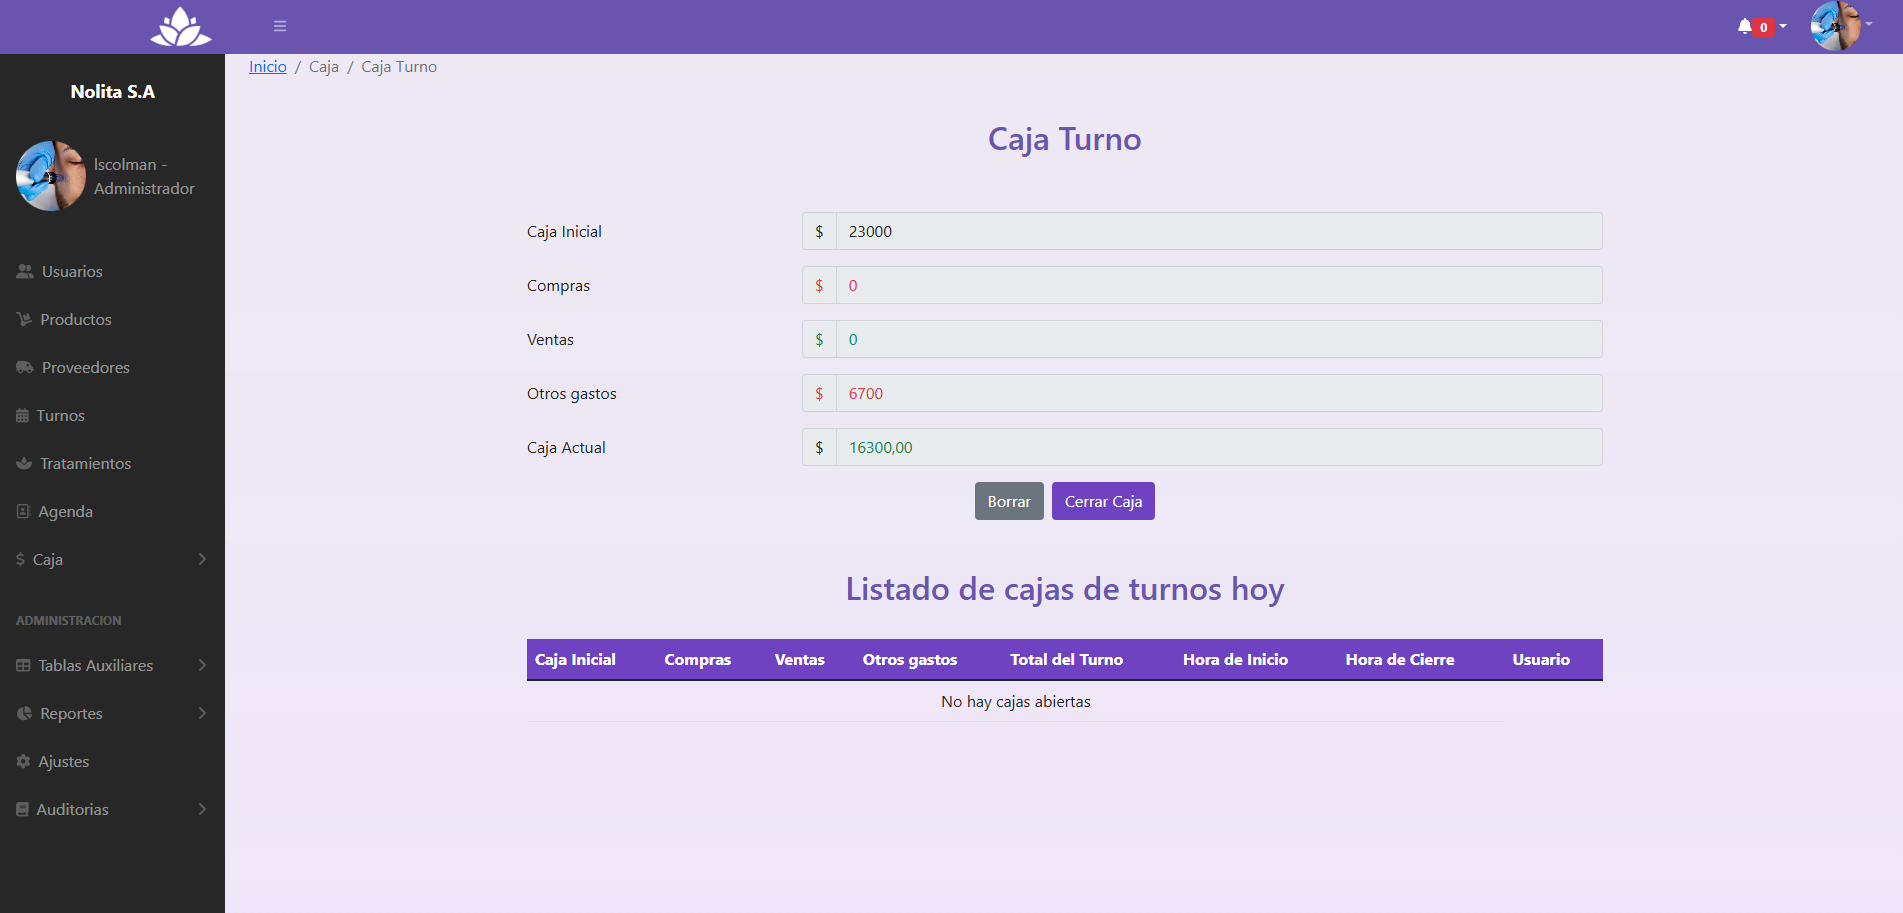 0
Inicio / Caja / Caja Turno
Nolita S.A
lscolman -
Administrador
Usuarios
Productos
Proveedores
Turnos
Tratamientos
Agenda
$ Caja
ADMINISTRACION
Tablas Auxiliares
Reportes
Ajustes
Auditorias
Caja Turno
Caja Inicial $ 23000
Compras $ 0
Ventas $ 0
Otros gastos $ 6700
Caja Actual $ 16300,00
Borrar Cerrar Caja
Listado de cajas de turnos hoy
Caja Inicial Compras Ventas Otros gastos Total del Turno Hora de Inicio Hora de Cierre Usuario
No hay cajas abiertas